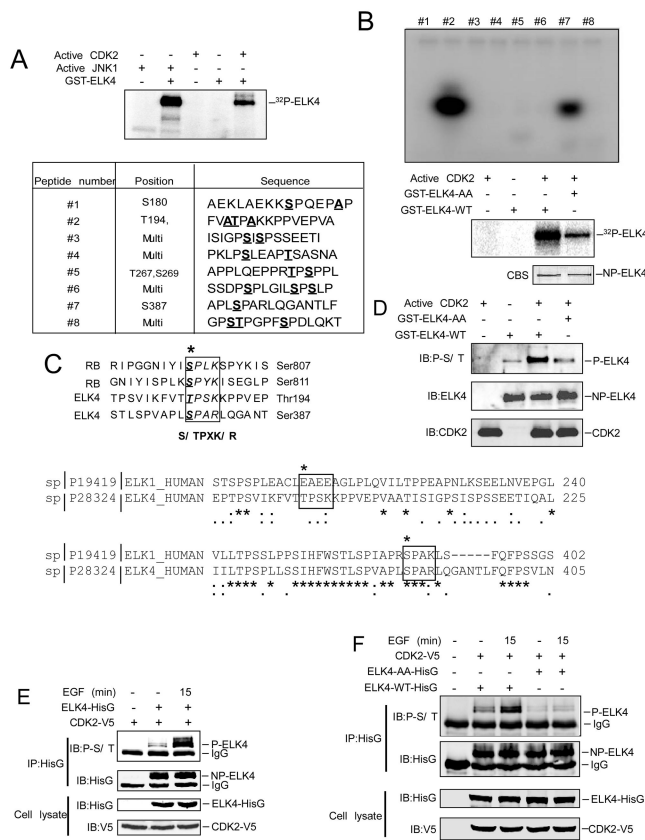 A
Active CDK2 - - + - - +
Active JNK1 + + - - - -
GST-ELK4 - + - - + +
32P-ELK4
Peptide number Position Sequence
#1 S180 AEKLAEKKSPQEPAP
#2 T194, FVATPAKKPPVEPVA
#3 Multi ISIGPSISPSSEETI
#4 Multi PKLPSLEAPTSASNA
#5 T267,S269 APPLQEPPRTPSPPL
#6 Multi SSDPSPLGILSPSLP
#7 S387 APLSPARLQGANTLF
#8 Multi GPSTPGPFSPDLQKT
B
#1 #2 #3 #4 #5 #6 #7 #8
Active CDK2 + - + +
GST-ELK4-AA - - - +
GST-ELK4-WT - + + -
32P-ELK4
CBS NP-ELK4
C
*
RB RIPGGNIYISPLKSPYKIS Ser807
RB GNIYISPLKSPYKISEGLP Ser811
ELK4 TPSVIKFVTTPSKKPPVEP Thr194
ELK4 STLSPVAPLSPARLQGANT Ser387
S/ TPXK/ R
D
Active CDK2 + - + +
GST-ELK4-AA - - - +
GST-ELK4-WT - + + -
IB:P-S/ T P-ELK4
IB:ELK4 NP-ELK4
IB:CDK2 CDK2
*
sp|P19419|ELK1_HUMAN STSPSPLEACLEAEEAGLPLQVILTPPEAPNLKSEELNVEPGL 240
sp|P28324|ELK4_HUMAN EPTPSVIKFVTTPSKKPPVEPVAATISIGPSISPSSEETIQAL 225
*
sp|P19419|ELK1_HUMAN VLLTPSSLPPSIHFWSTLSPIAPRSPAKLS-----FQFPSSGS 402
sp|P28324|ELK4_HUMAN IILTPSLLSSIHFWSTLSPVAPLSPARLQGANTLFQFPSVLN 405
E
EGF (min) - - 15
ELK4-HisG - + +
CDK2-V5 + + +
IP:HisG
IB:P-S/ T P-ELK4
IgG
IB:HisG NP-ELK4
IgG
Cell lysate
IB:HisG ELK4-HisG
IB:V5 CDK2-V5
F
EGF (min) - - 15 - 15
CDK2-V5 - + + + +
ELK4-AA-HisG - - - + +
ELK4-WT-HisG - + + - -
IP:HisG
IB:P-S/ T P-ELK4
IgG
IB:HisG NP-ELK4
IgG
Cell lysate
IB:HisG ELK4-HisG
IB:V5 CDK2-V5